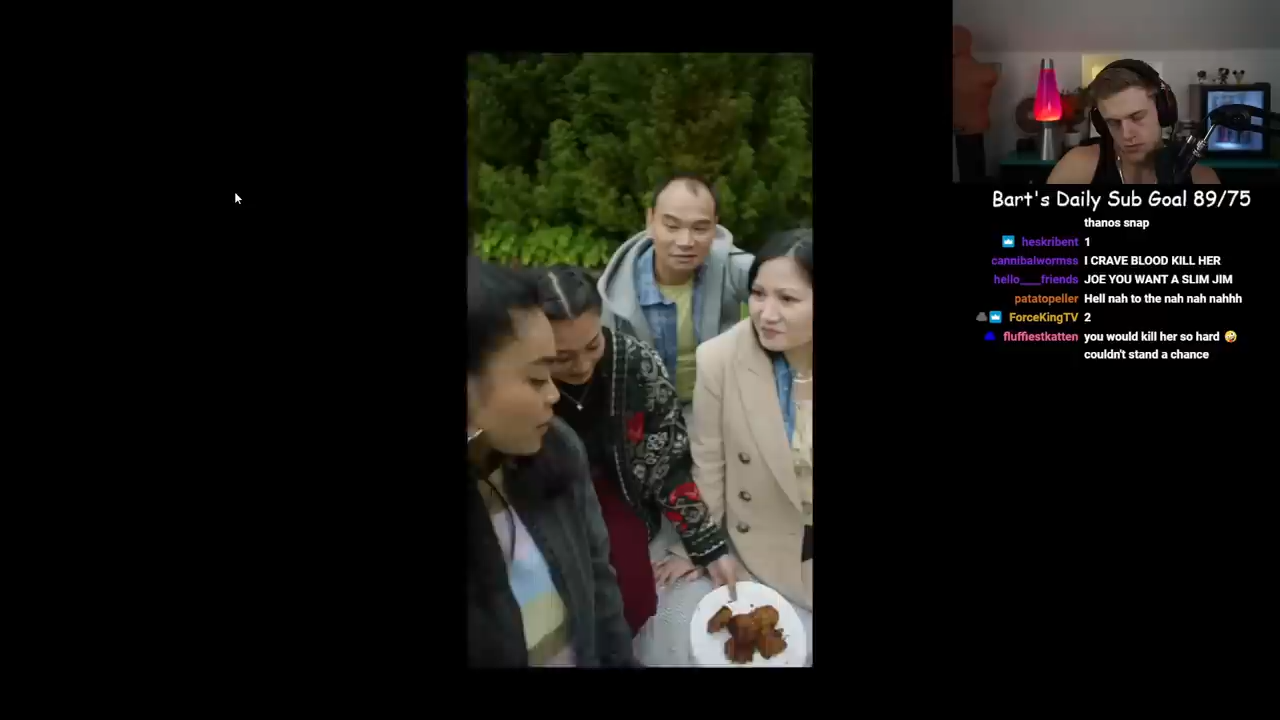 Bart's Daily Sub Goal 89/75
thanos snap
heskribent 1
cannibalwormss I CRAVE BLOOD KILL HER
hello___friends JOE YOU WANT A SLIM JIM
patatopeller Hell nah to the nah nah nahhh
ForceKingTV 2
fluffiestkatten you would kill her so hard 🤪
couldn't stand a chance